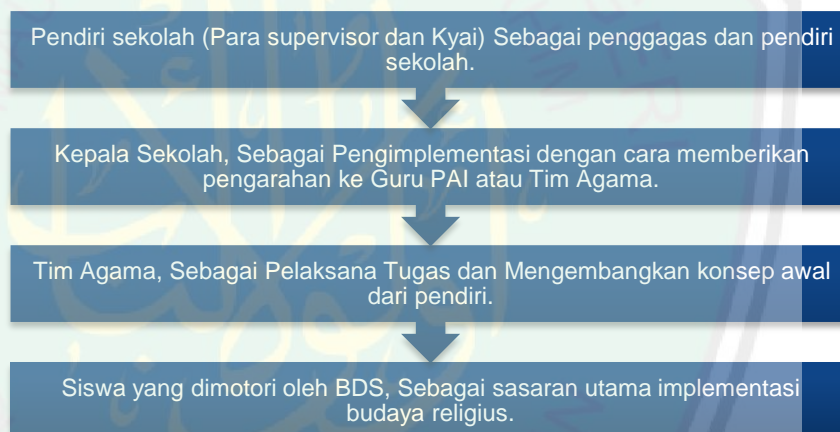 Pendiri sekolah (Para supervisor dan Kyai) Sebagai penggagas dan pendiri
sekolah.
Kepala Sekolah, Sebagai Pengimplementasi dengan cara memberikan
pengarahan ke Guru PAI atau Tim Agama.
Tim Agama, Sebagai Pelaksana Tugas dan Mengembangkan konsep awal
dari pendiri.
Siswa yang dimotori oleh BDS, Sebagai sasaran utama implementasi
budaya religius.